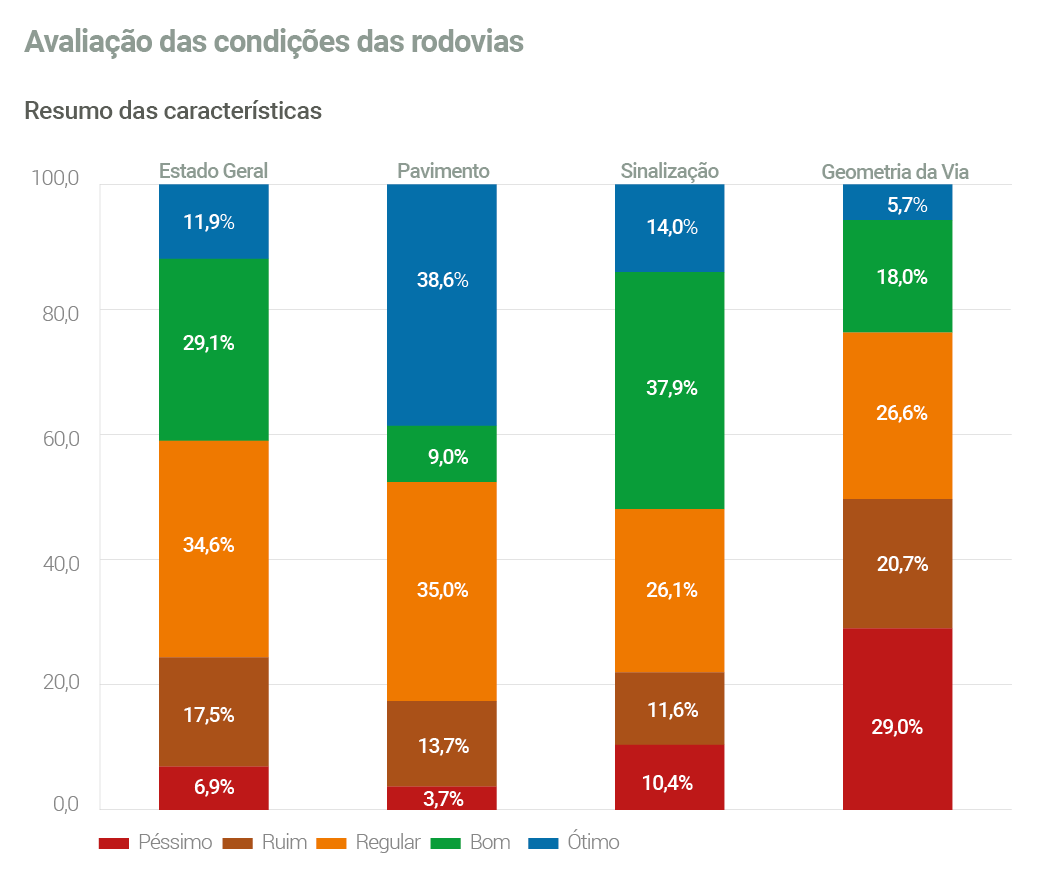 Avaliação das condições das rodovias
Resumo das características
Estado Geral Pavimento Sinalização Geometria da Via
100,0
80,0
60,0
40,0
20,0
0,0
11,9% 38,6% 14,0% 5,7%
29,1% 9,0% 37,9% 18,0%
34,6% 35,0% 26,1% 26,6%
17,5% 13,7% 11,6% 20,7%
6,9% 3,7% 10,4% 29,0%
Péssimo Ruim Regular Bom Ótimo